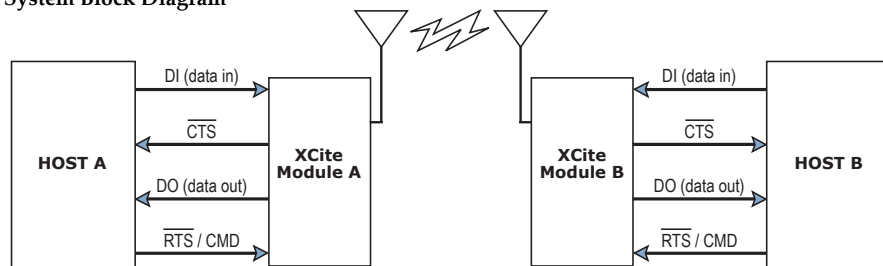 System Block Diagram
DI (data in)
CTS
DO (data out)
RTS / CMD
HOST A
XCite
Module A
XCite
Module B
DI (data in)
CTS
DO (data out)
RTS / CMD
HOST B